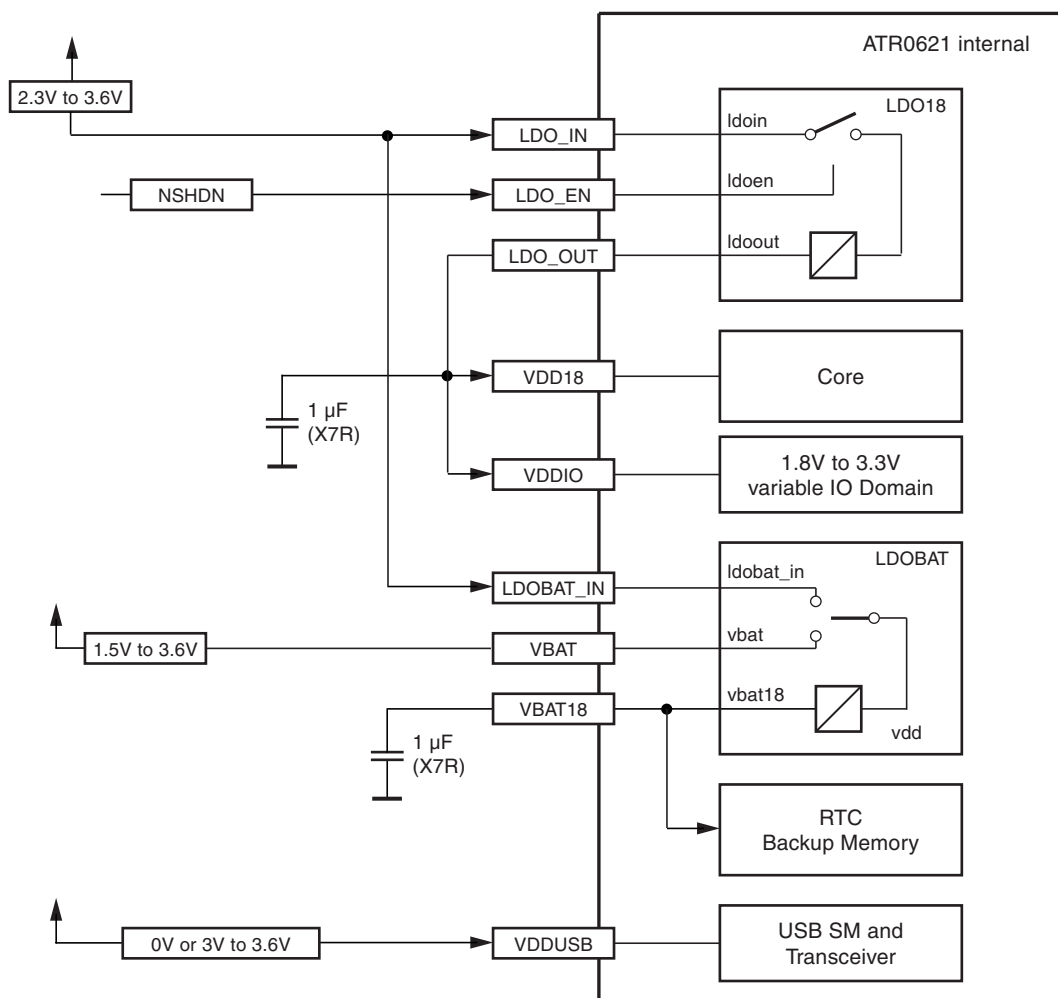 ATR0621 internal
2.3V to 3.6V
LDO18
LDO_IN
ldoin
NSHDN
LDO_EN
ldoen
LDO_OUT
ldoout
VDD18
Core
1 µF
(X7R)
VDDIO
1.8V to 3.3V
variable IO Domain
LDOBAT
LDOBAT_IN
ldobat_in
1.5V to 3.6V
VBAT
vbat
VBAT18
vbat18
vdd
1 µF
(X7R)
RTC
Backup Memory
0V or 3V to 3.6V
VDDUSB
USB SM and
Transceiver